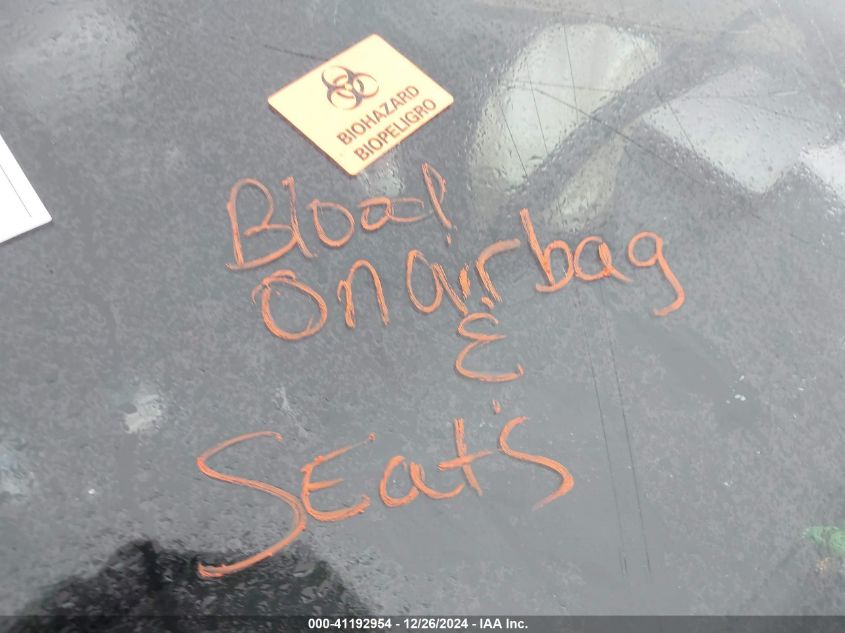 BIOHAZARD
BIOPELIGRO
Blood
On airbag
&
SEats
000-41192954 - 12/26/2024 - IAA Inc.